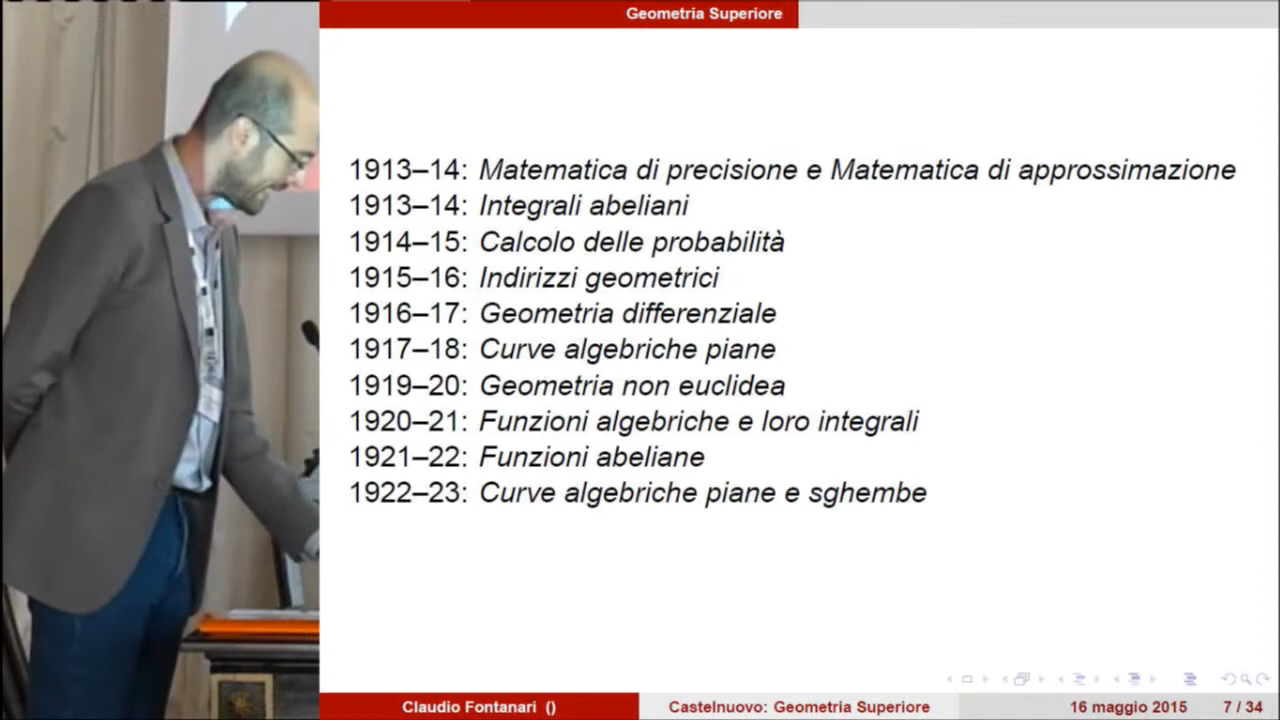 Geometria Superiore
1913–14: Matematica di precisione e Matematica di approssimazione
1913–14: Integrali abeliani
1914–15: Calcolo delle probabilità
1915–16: Indirizzi geometrici
1916–17: Geometria differenziale
1917–18: Curve algebriche piane
1919–20: Geometria non euclidea
1920–21: Funzioni algebriche e loro integrali
1921–22: Funzioni abeliane
1922–23: Curve algebriche piane e sghembe
Claudio Fontanari ()
Castelnuovo: Geometria Superiore
16 maggio 2015
7 / 34